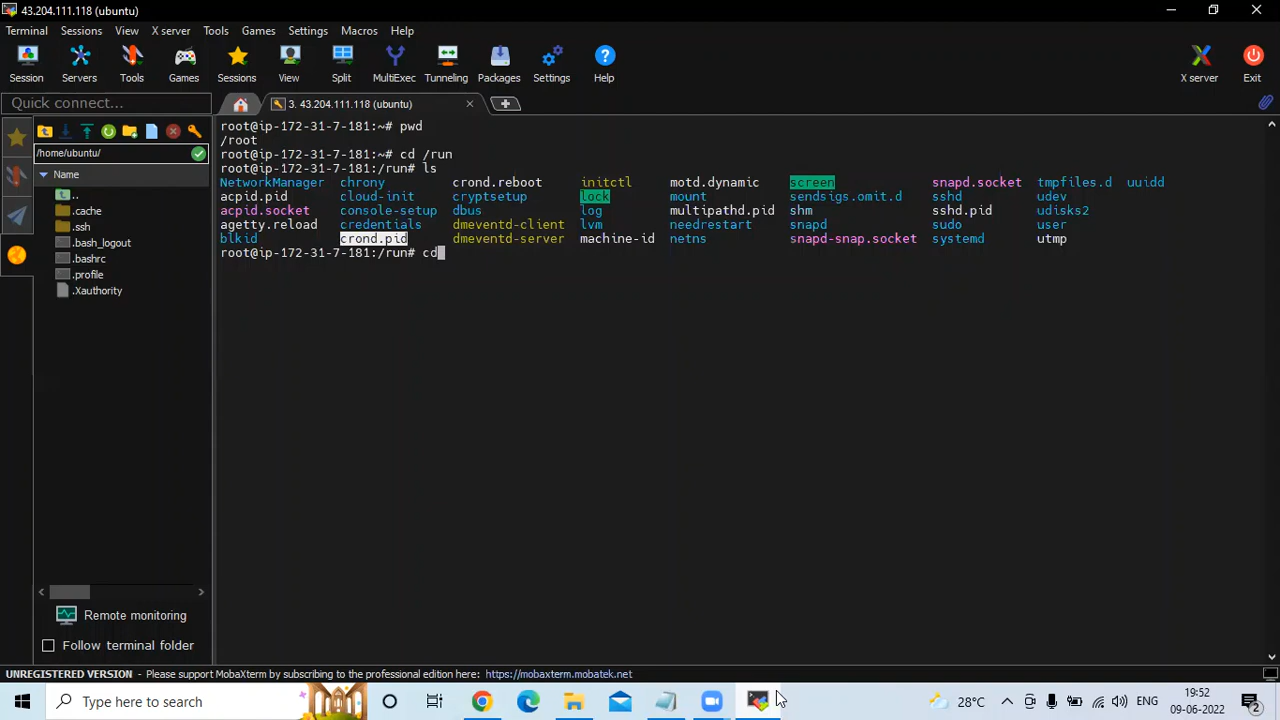 43.204.111.118 (ubuntu)
Terminal Sessions View X server Tools Games Settings Macros Help
Session Servers Tools Games Sessions View Split MultiExec Tunneling Packages Settings Help X server Exit
Quick connect...
3. 43.204.111.118 (ubuntu)
/home/ubuntu/
Name
..
.cache
.ssh
.bash_logout
.bashrc
.profile
.Xauthority
Remote monitoring
Follow terminal folder
root@ip-172-31-7-181:~# pwd
/root
root@ip-172-31-7-181:~# cd /run
root@ip-172-31-7-181:/run# ls
NetworkManager chrony crond.reboot initctl motd.dynamic screen snapd.socket tmpfiles.d uuidd
acpid.pid cloud-init cryptsetup lock mount sendsigs.omit.d sshd udev
acpid.socket console-setup dbus log multipathd.pid shm sshd.pid udisks2
agetty.reload credentials dmeventd-client lvm needrestart snapd sudo user
blkid crond.pid dmeventd-server machine-id netns snapd-snap.socket systemd utmp
root@ip-172-31-7-181:/run# cd
UNREGISTERED VERSION - Please support MobaXterm by subscribing to the professional edition here: https://mobaxterm.mobatek.net
Type here to search
28°C
ENG
19:52
09-06-2022
2